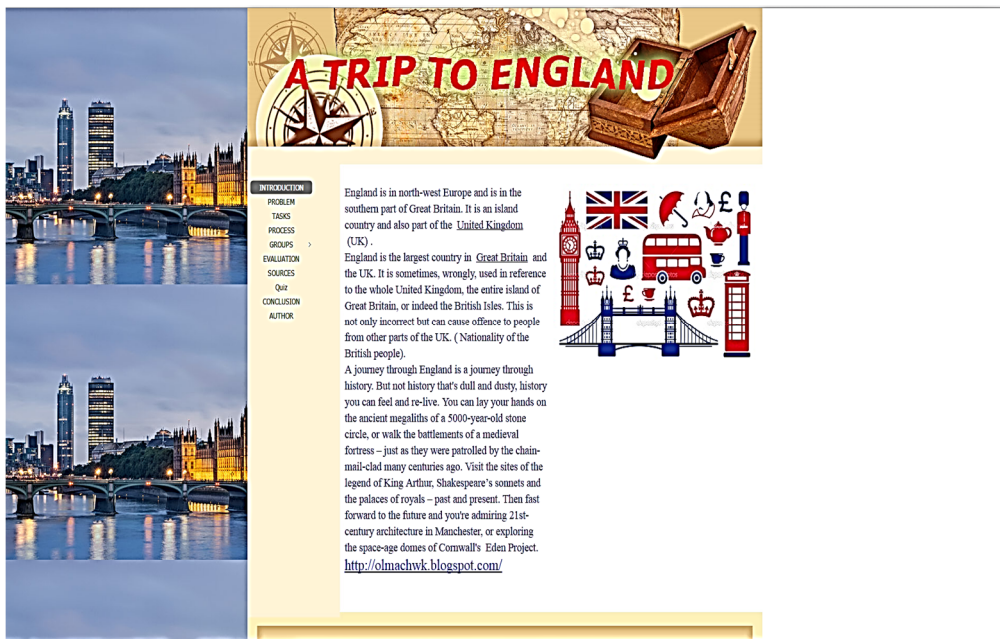 A TRIP TO ENGLAND
INTRODUCTION
PROBLEM
TASKS
PROCESS
GROUPS
EVALUATION
SOURCES
Quiz
CONCLUSION
AUTHOR
England is in north-west Europe and is in the
southern part of Great Britain. It is an island
country and also part of the United Kingdom
(UK) .
England is the largest country in Great Britain and
the UK. It is sometimes, wrongly, used in reference
to the whole United Kingdom, the entire island of
Great Britain, or indeed the British Isles. This is
not only incorrect but can cause offence to people
from other parts of the UK. ( Nationality of the
British people).
A journey through England is a journey through
history. But not history that's dull and dusty, history
you can feel and re-live. You can lay your hands on
the ancient megaliths of a 5000-year-old stone
circle, or walk the battlements of a medieval
fortress – just as they were patrolled by the chain-
mail-clad many centuries ago. Visit the sites of the
legend of King Arthur, Shakespeare's sonnets and
the palaces of royals – past and present. Then fast
forward to the future and you're admiring 21st-
century architecture in Manchester, or exploring
the space-age domes of Cornwall's Eden Project.
http://olmachwk.blogspot.com/